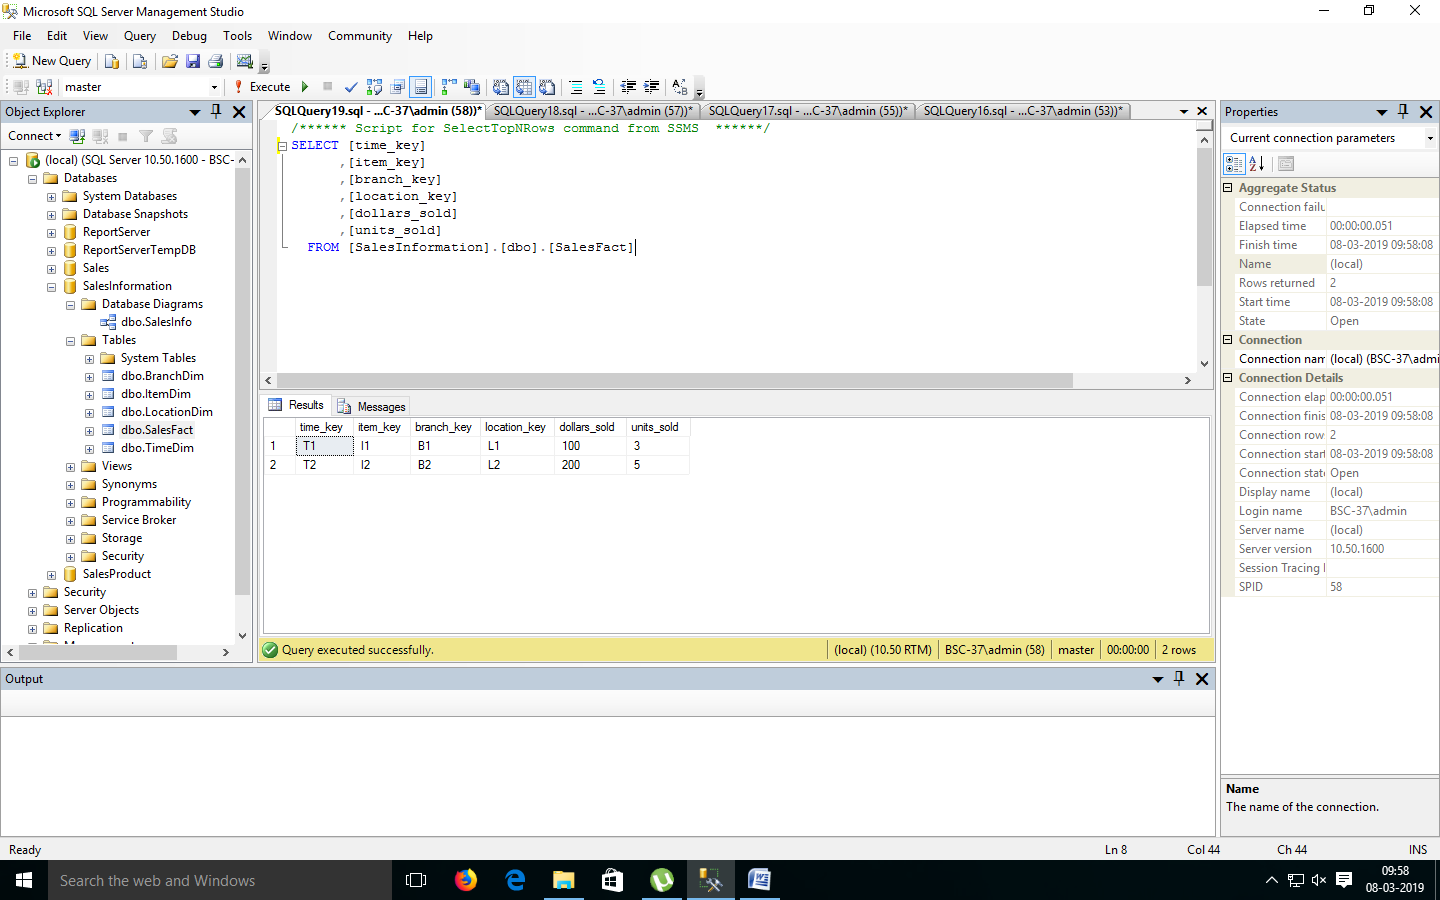 Microsoft SQL Server Management Studio
File Edit View Query Debug Tools Window Community Help
New Query
master Execute
Object Explorer
Connect
(local) (SQL Server 10.50.1600 - BSC-
Databases
System Databases
Database Snapshots
ReportServer
ReportServerTempDB
Sales
SalesInformation
Database Diagrams
dbo.SalesInfo
Tables
System Tables
dbo.BranchDim
dbo.ItemDim
dbo.LocationDim
dbo.SalesFact
dbo.TimeDim
Views
Synonyms
Programmability
Service Broker
Storage
Security
SalesProduct
Security
Server Objects
Replication
SQLQuery19.sql - ...C-37\admin (58))* SQLQuery18.sql - ...C-37\admin (57))* SQLQuery17.sql - ...C-37\admin (55))* SQLQuery16.sql - ...C-37\admin (53))*
/****** Script for SelectTopNRows command from SSMS ******/
SELECT [time_key]
,[item_key]
,[branch_key]
,[location_key]
,[dollars_sold]
,[units_sold]
FROM [SalesInformation].[dbo].[SalesFact]
Results Messages
time_key item_key branch_key location_key dollars_sold units_sold
1 T1 I1 B1 L1 100 3
2 T2 I2 B2 L2 200 5
Query executed successfully. (local) (10.50 RTM) BSC-37\admin (58) master 00:00:00 2 rows
Properties
Current connection parameters
Aggregate Status
Connection failu
Elapsed time 00:00:00.051
Finish time 08-03-2019 09:58:08
Name (local)
Rows returned 2
Start time 08-03-2019 09:58:08
State Open
Connection
Connection nam (local) (BSC-37\admi
Connection Details
Connection elap 00:00:00.051
Connection finis 08-03-2019 09:58:08
Connection row 2
Connection start 08-03-2019 09:58:08
Connection stat Open
Display name (local)
Login name BSC-37\admin
Server name (local)
Server version 10.50.1600
Session Tracing I
SPID 58
Name
The name of the connection.
Output
Ready Ln 8 Col 44 Ch 44 INS
Search the web and Windows
09:58
08-03-2019